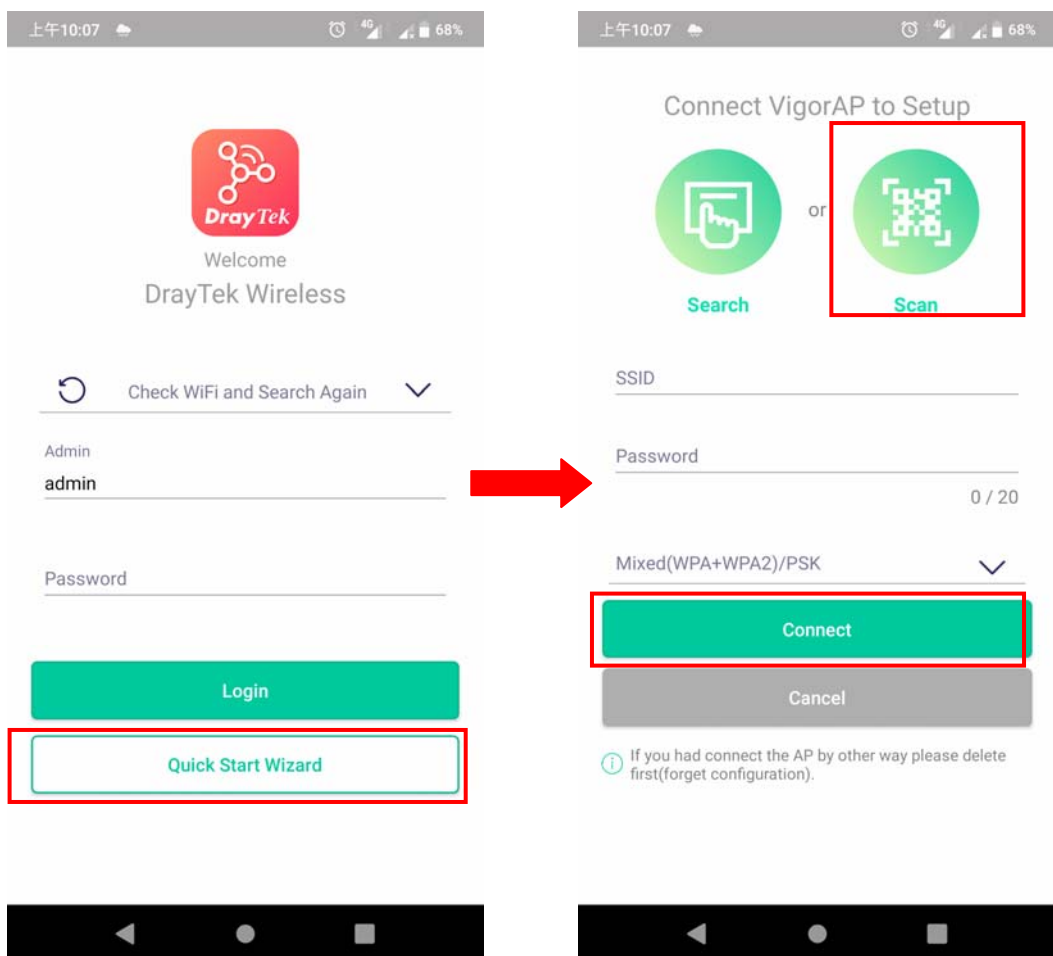 上午10:07
4G
68%
DrayTek
Welcome
DrayTek Wireless
Check WiFi and Search Again
Admin
admin
Password
Login
Quick Start Wizard
上午10:07
4G
68%
Connect VigorAP to Setup
or
Search
Scan
SSID
Password
0 / 20
Mixed(WPA+WPA2)/PSK
Connect
Cancel
If you had connect the AP by other way please delete
first(forget configuration).